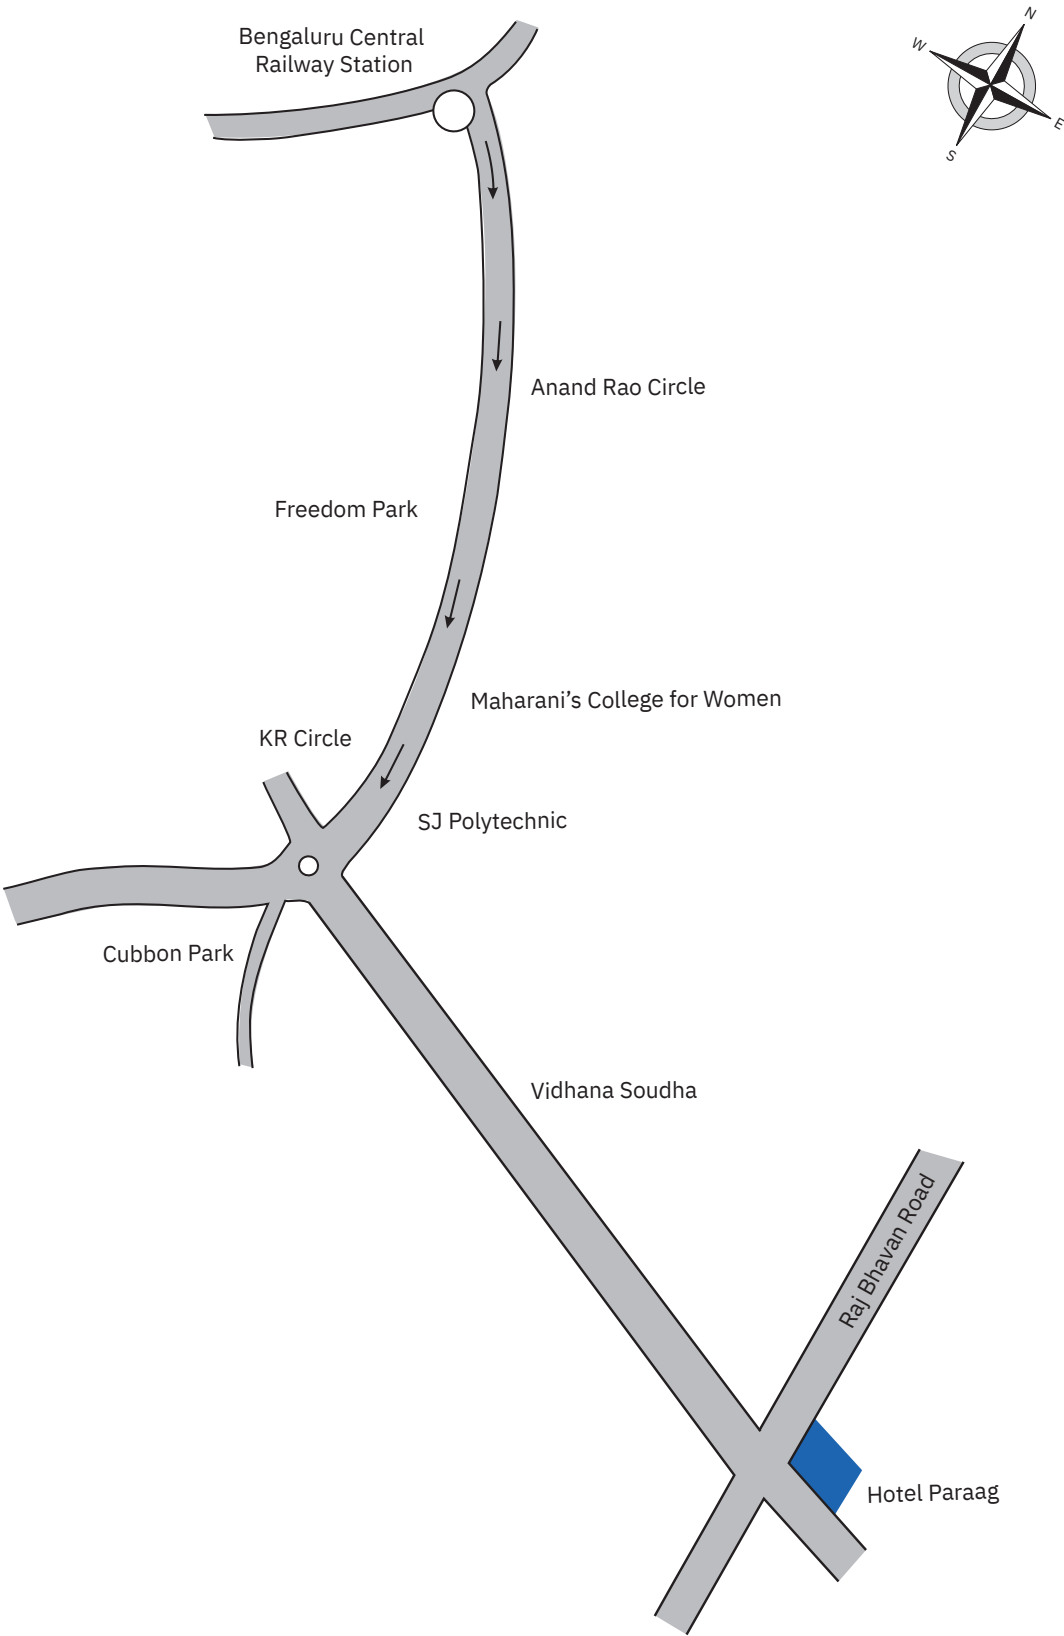 Bengaluru Central
Railway Station
N
W
E
S
Anand Rao Circle
Freedom Park
Maharani’s College for Women
KR Circle
SJ Polytechnic
Cubbon Park
Vidhana Soudha
Raj Bhavan Road
Hotel Paraag